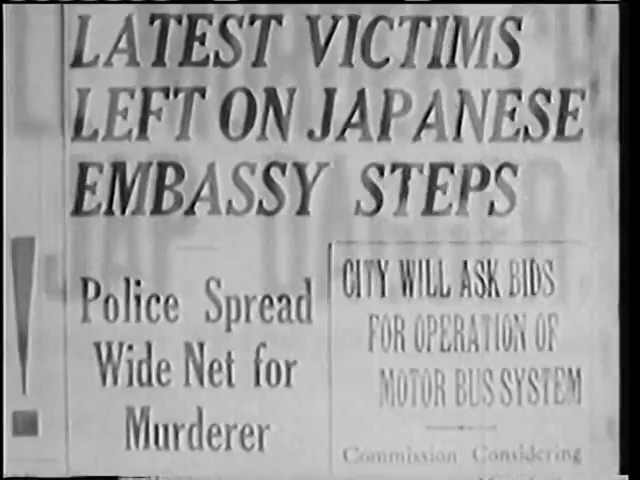 LATEST VICTIMS
LEFT ON JAPANESE
EMBASSY STEPS
!
Police Spread
Wide Net for
Murderer
CITY WILL ASK BIDS
FOR OPERATION OF
MOTOR BUS SYSTEM
Commission Considering